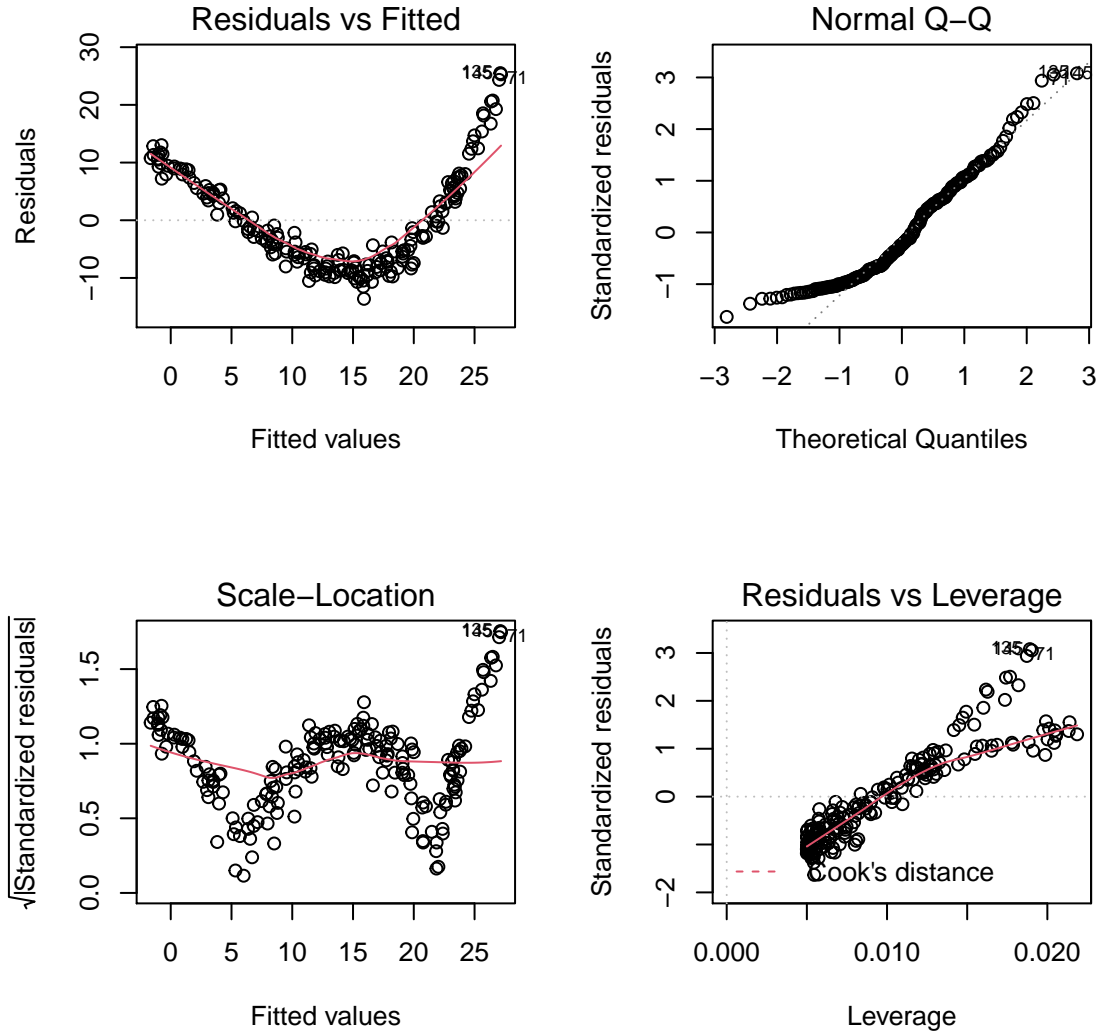 Residuals vs Fitted
Residuals
30
20
10
0
−10
0 5 10 15 20 25
Fitted values
71
Normal Q−Q
Standardized residuals
3
2
1
0
−1
−3 −2 −1 0 1 2 3
Theoretical Quantiles
Scale−Location
√|Standardized residuals|
1.5
1.0
0.5
0.0
0 5 10 15 20 25
Fitted values
71
Residuals vs Leverage
Standardized residuals
3
2
1
0
−2
71
Cook's distance
0.000 0.010 0.020
Leverage